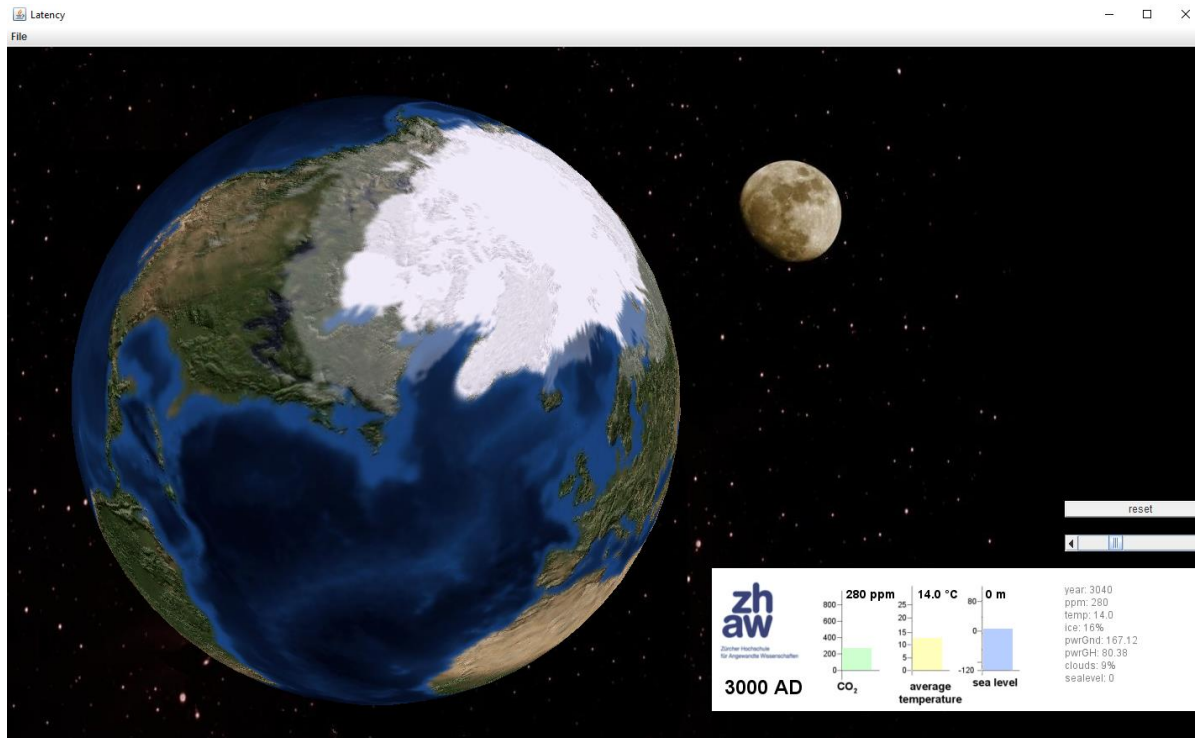 Latency
File
reset
zh
aw
Zürcher Hochschule
für Angewandte Wissenschaften
3000 AD
280 ppm
800
600
400
200
0
CO₂
14.0 °C
25
20
15
10
5
0
average
temperature
0 m
80
0
-120
sea level
year: 3040
ppm: 280
temp: 14.0
ice: 16%
pwrGnd: 167.12
pwrGH: 80.38
clouds: 9%
sealevel: 0